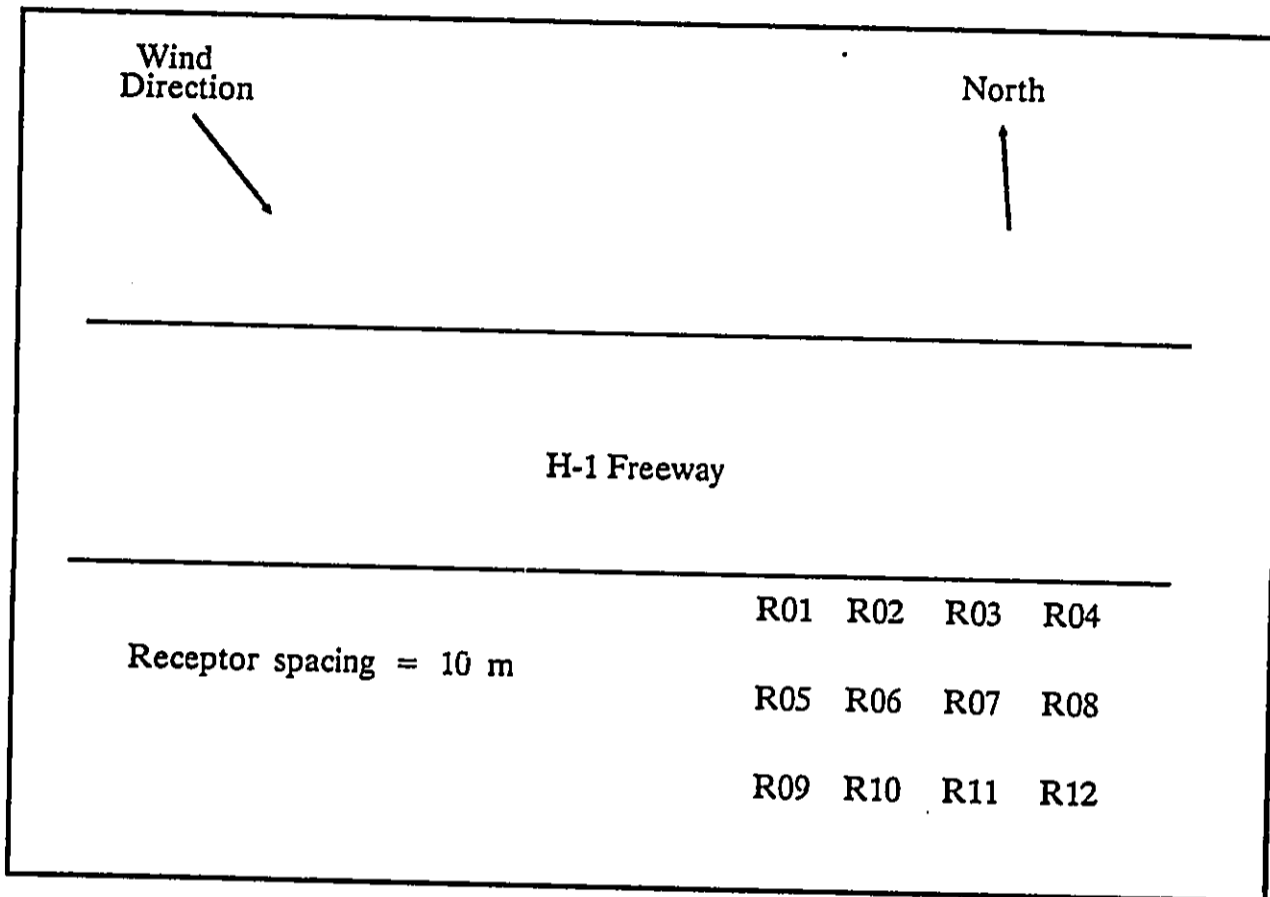 Wind
Direction
North
H-1 Freeway
R01 R02 R03 R04
Receptor spacing = 10 m
R05 R06 R07 R08
R09 R10 R11 R12